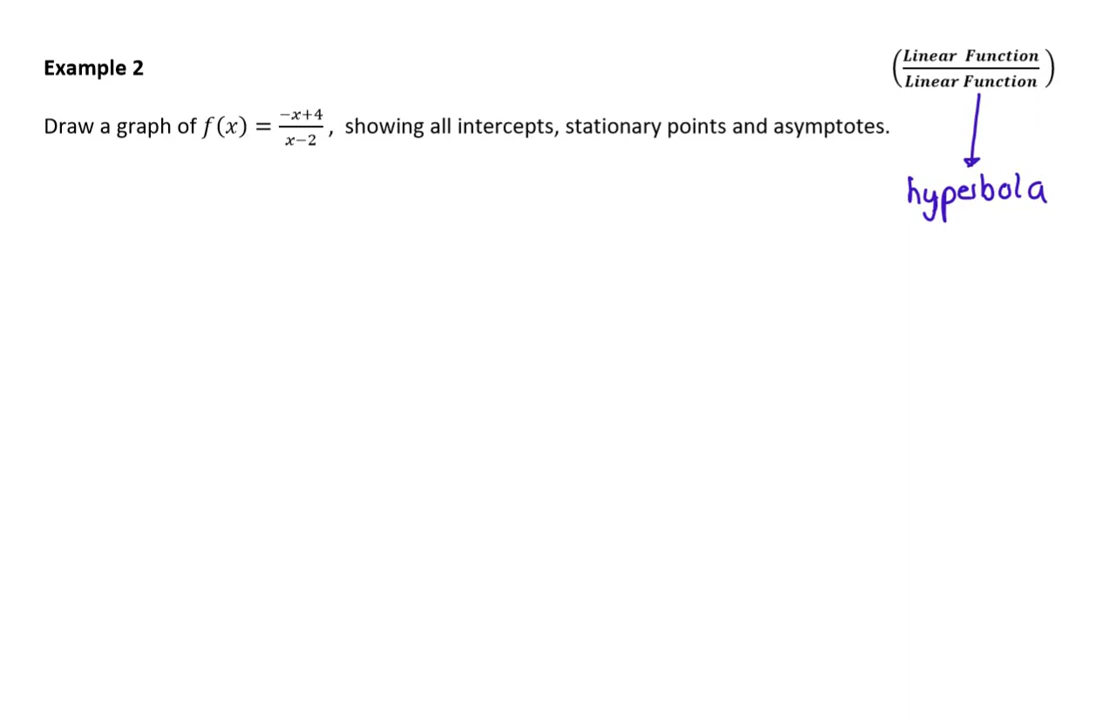 Example 2
(Linear Function / Linear Function)
Draw a graph of f(x) = (-x+4)/(x-2), showing all intercepts, stationary points and asymptotes.
hyperbola